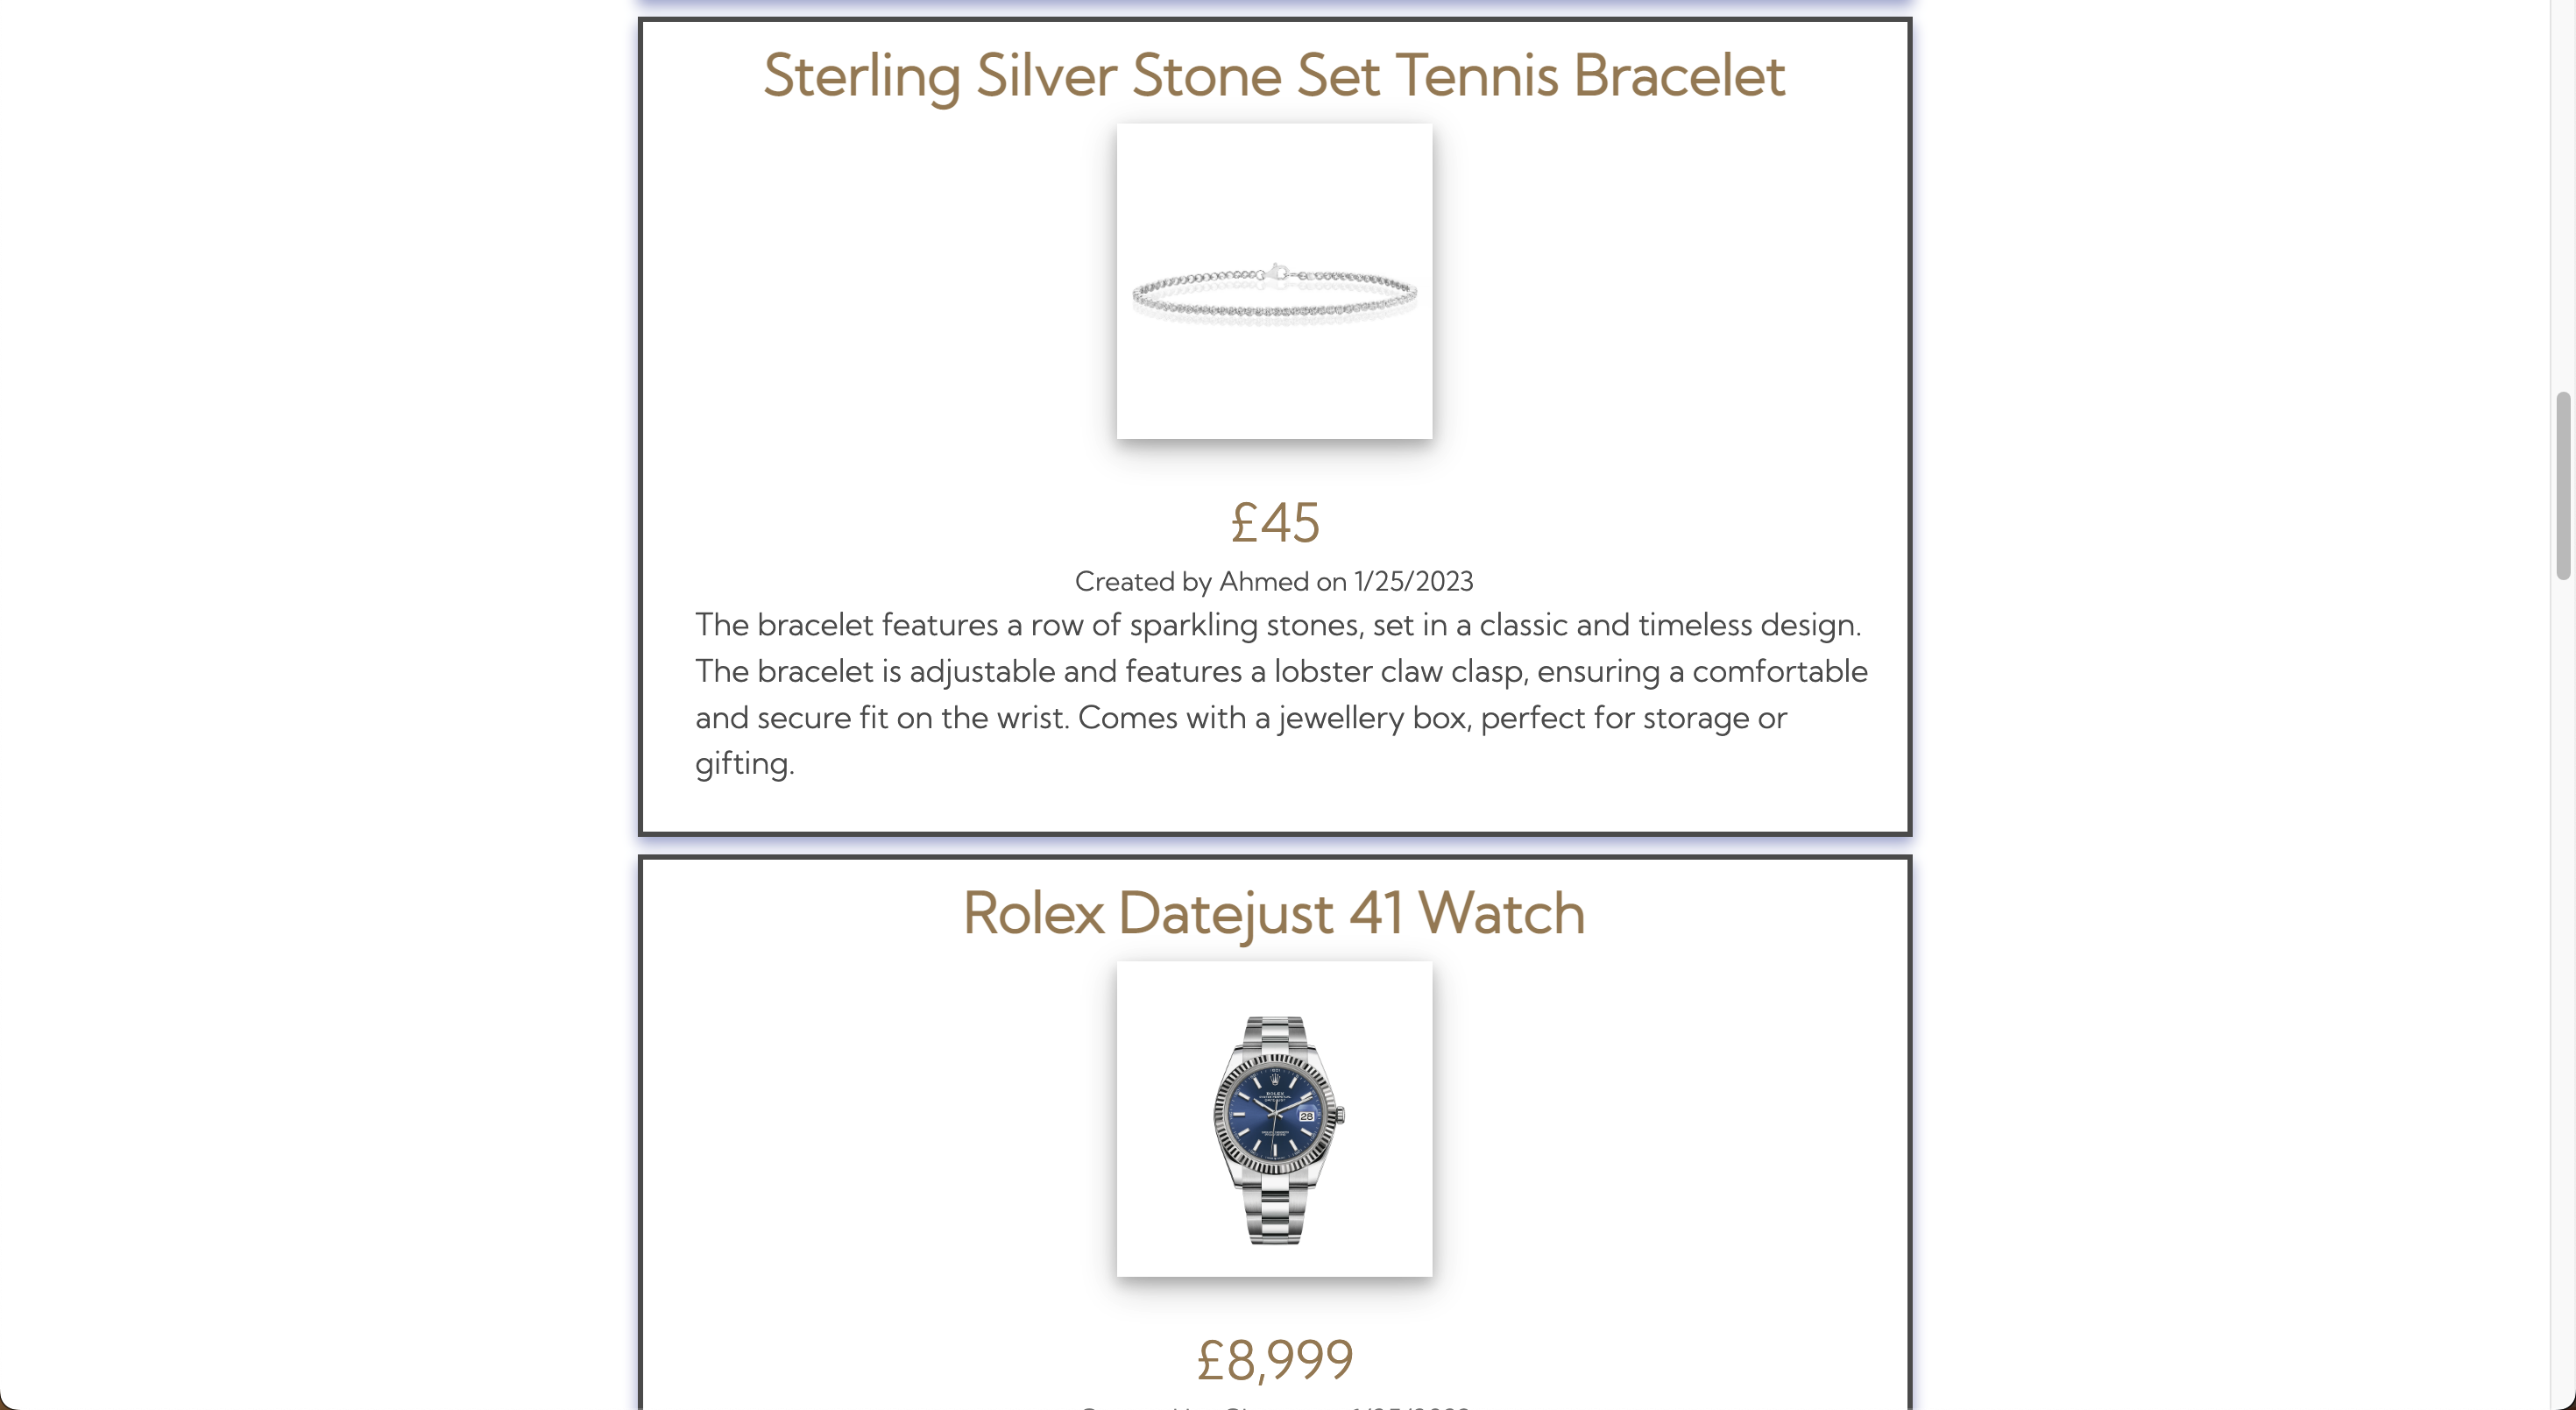 Sterling Silver Stone Set Tennis Bracelet
£45
Created by Ahmed on 1/25/2023
The bracelet features a row of sparkling stones, set in a classic and timeless design.
The bracelet is adjustable and features a lobster claw clasp, ensuring a comfortable
and secure fit on the wrist. Comes with a jewellery box, perfect for storage or
gifting.
Rolex Datejust 41 Watch
ROLEX
28
£8,999